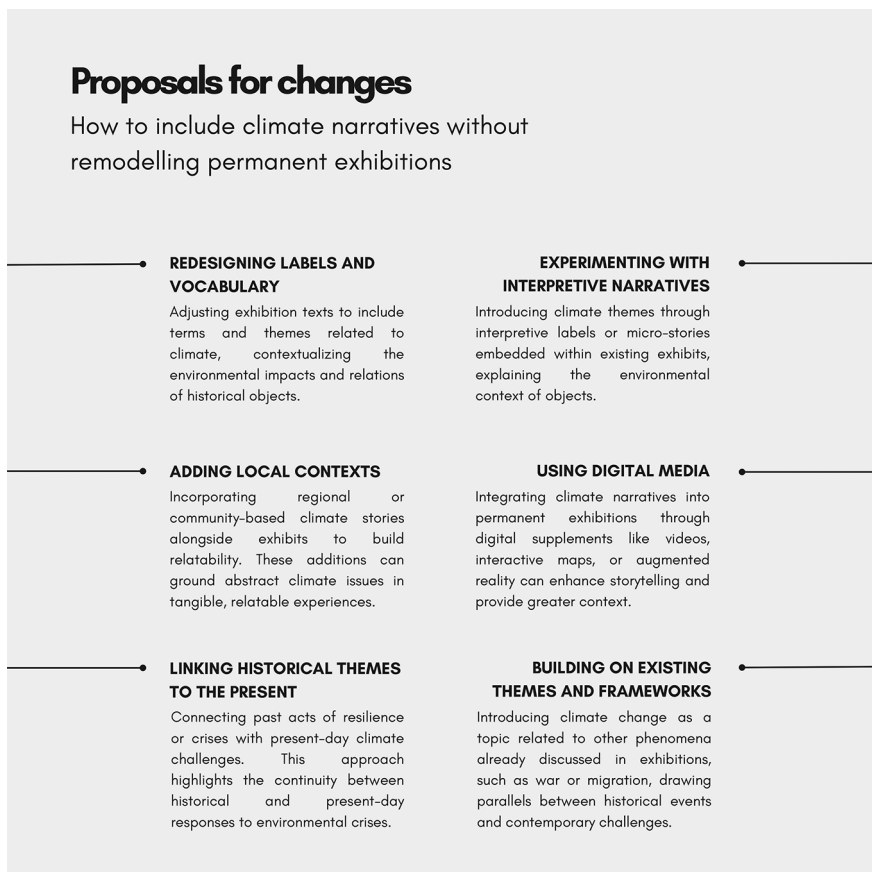 Proposals for changes
How to include climate narratives without
remodelling permanent exhibitions
REDESIGNING LABELS AND
VOCABULARY
Adjusting exhibition texts to include
terms and themes related to
climate, contextualizing the
environmental impacts and relations
of historical objects.
EXPERIMENTING WITH
INTERPRETIVE NARRATIVES
Introducing climate themes through
interpretive labels or micro-stories
embedded within existing exhibits,
explaining the environmental
context of objects.
ADDING LOCAL CONTEXTS
Incorporating regional or
community-based climate stories
alongside exhibits to build
relatability. These additions can
ground abstract climate issues in
tangible, relatable experiences.
USING DIGITAL MEDIA
Integrating climate narratives into
permanent exhibitions through
digital supplements like videos,
interactive maps, or augmented
reality can enhance storytelling and
provide greater context.
LINKING HISTORICAL THEMES
TO THE PRESENT
Connecting past acts of resilience
or crises with present-day climate
challenges. This approach
highlights the continuity between
historical and present-day
responses to environmental crises.
BUILDING ON EXISTING
THEMES AND FRAMEWORKS
Introducing climate change as a
topic related to other phenomena
already discussed in exhibitions,
such as war or migration, drawing
parallels between historical events
and contemporary challenges.